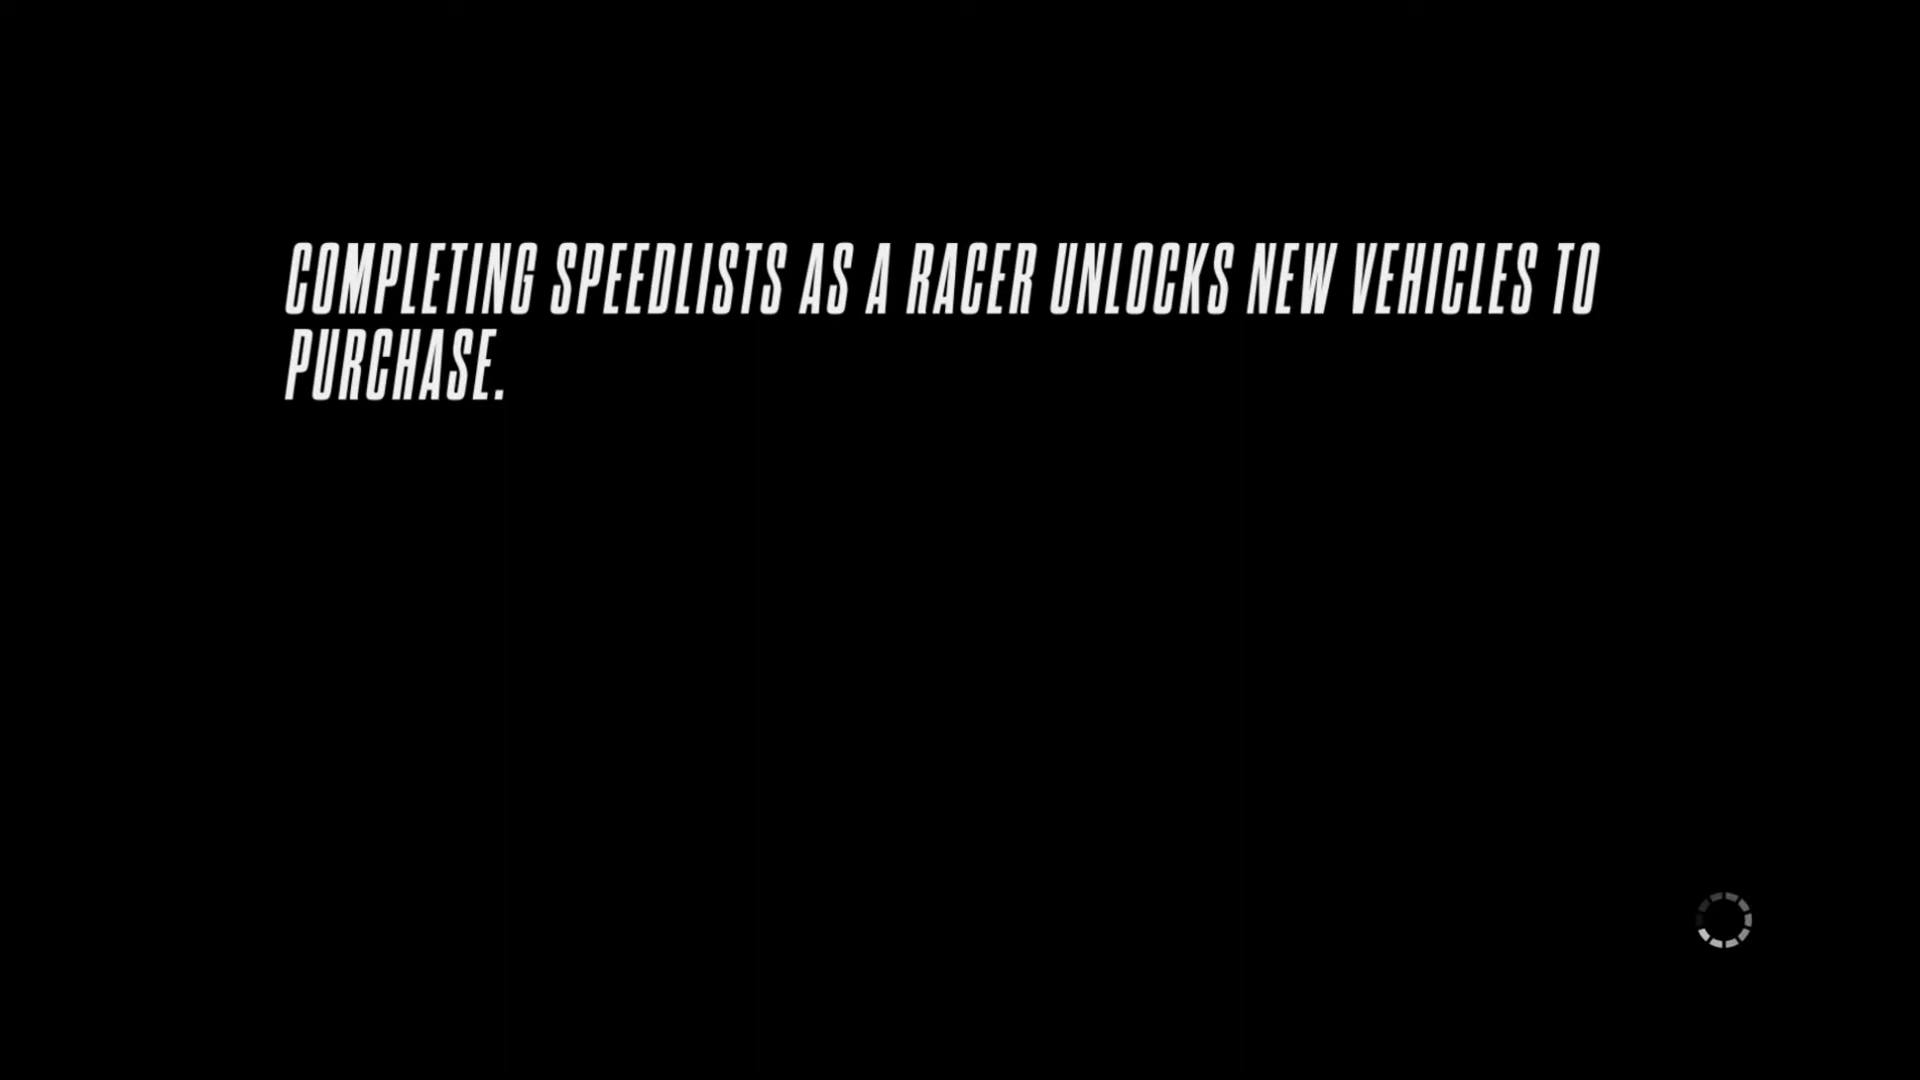 COMPLETING SPEEDLISTS AS A RACER UNLOCKS NEW VEHICLES TO
PURCHASE.